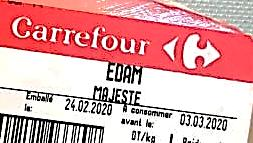 Carrefour
EDAM
MAJESTE
Emballé le: 24.02.2020 À consommer avant le: 03.03.2020
DT/kg